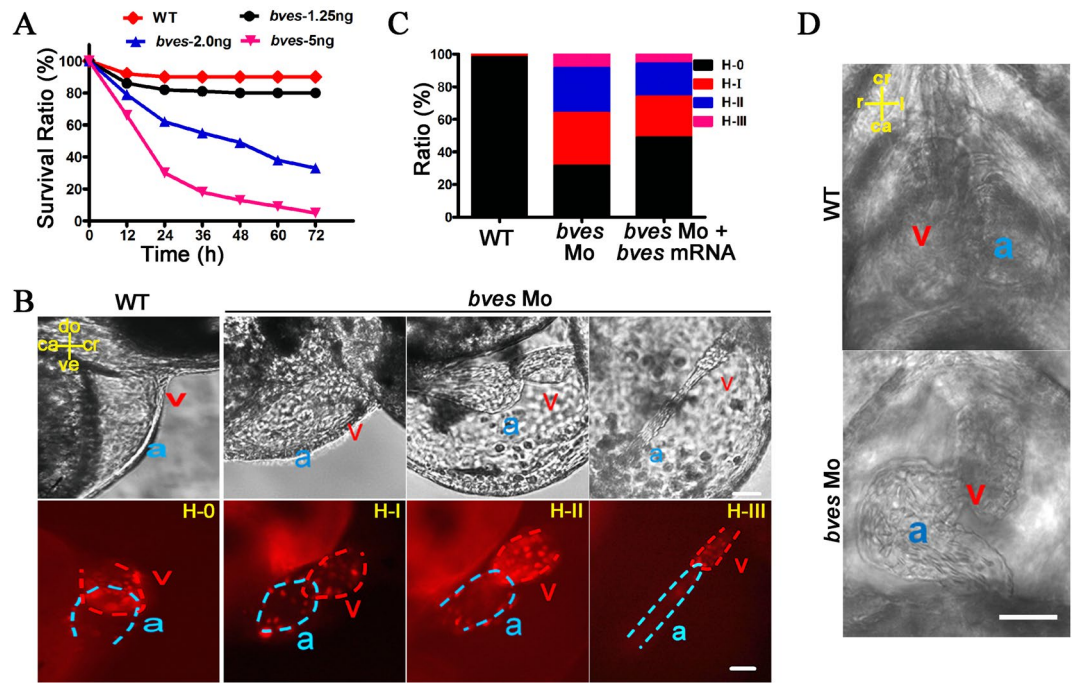 A
WT
bves-1.25ng
bves-2.0ng
bves-5ng
Survival Ratio (%)
100
80
60
40
20
0
0 12 24 36 48 60 72
Time (h)
C
Ratio (%)
100
80
60
40
20
0
H-0
H-I
H-II
H-III
WT
bves Mo
bves Mo +
bves mRNA
B
WT
bves Mo
do
ca cr
ve
v
a
v
a
v
a
v
a
H-0
v
a
H-I
v
a
H-II
v
a
H-III
v
a
D
WT
cr
r l
ca
v
a
bves Mo
v
a